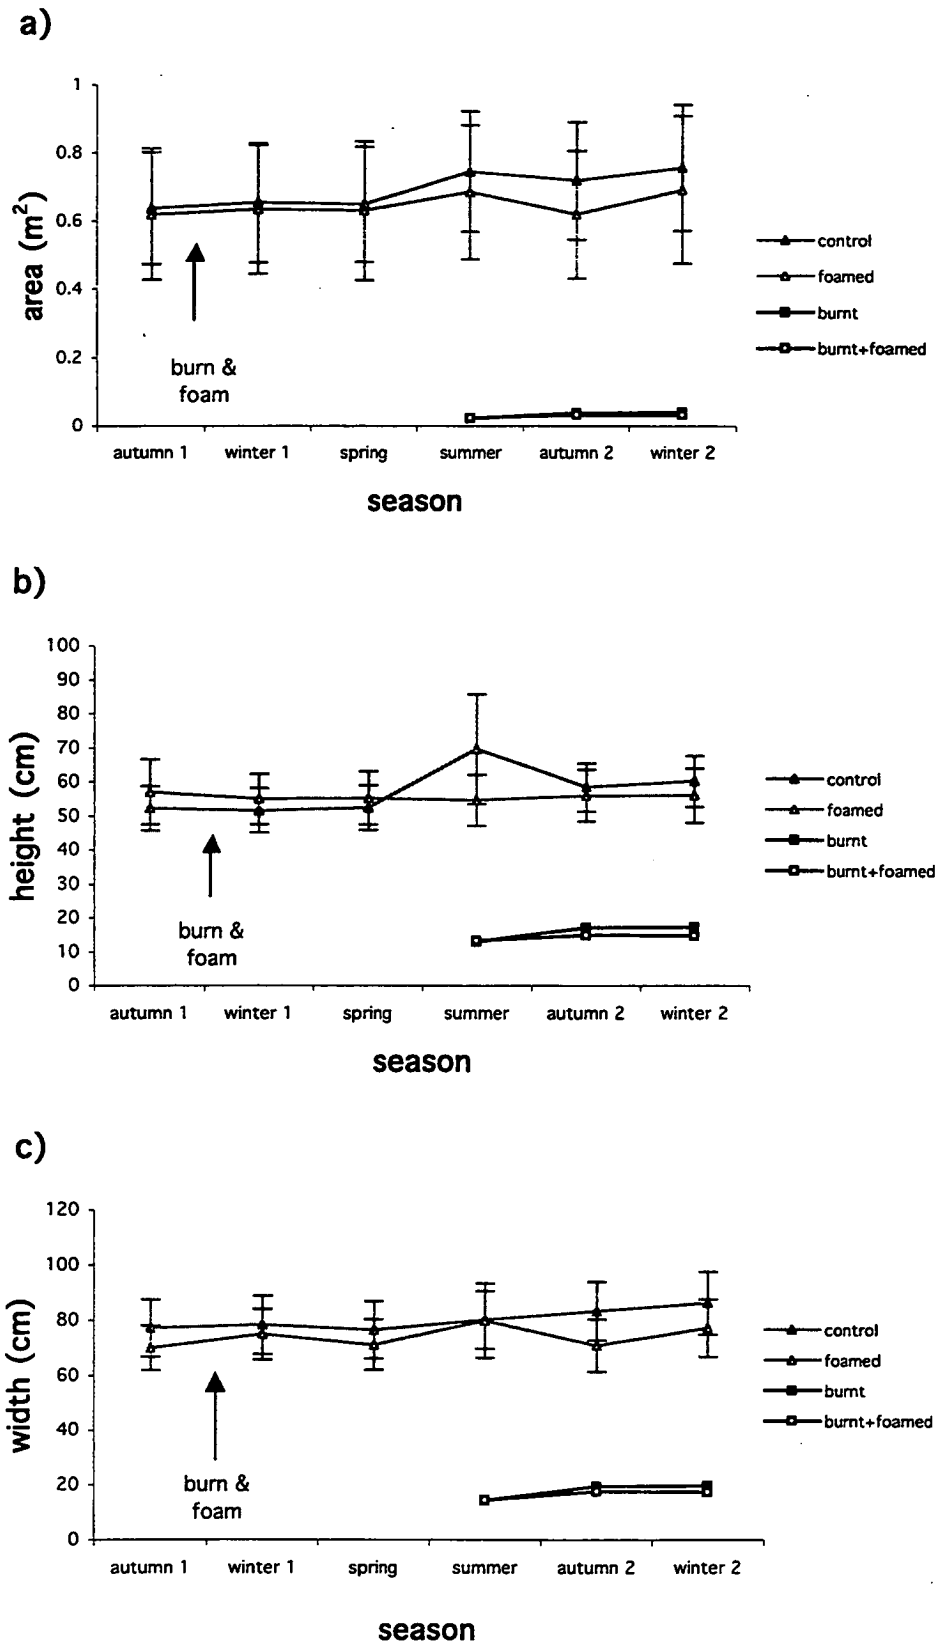 a)
1
0.8
0.6
0.4
0.2
0
area (m²)
burn &
foam
control
foamed
burnt
burnt+foamed
autumn 1 winter 1 spring summer autumn 2 winter 2
season
b)
100
90
80
70
60
50
40
30
20
10
0
height (cm)
burn &
foam
control
foamed
burnt
burnt+foamed
autumn 1 winter 1 spring summer autumn 2 winter 2
season
c)
120
100
80
60
40
20
0
width (cm)
burn &
foam
control
foamed
burnt
burnt+foamed
autumn 1 winter 1 spring summer autumn 2 winter 2
season